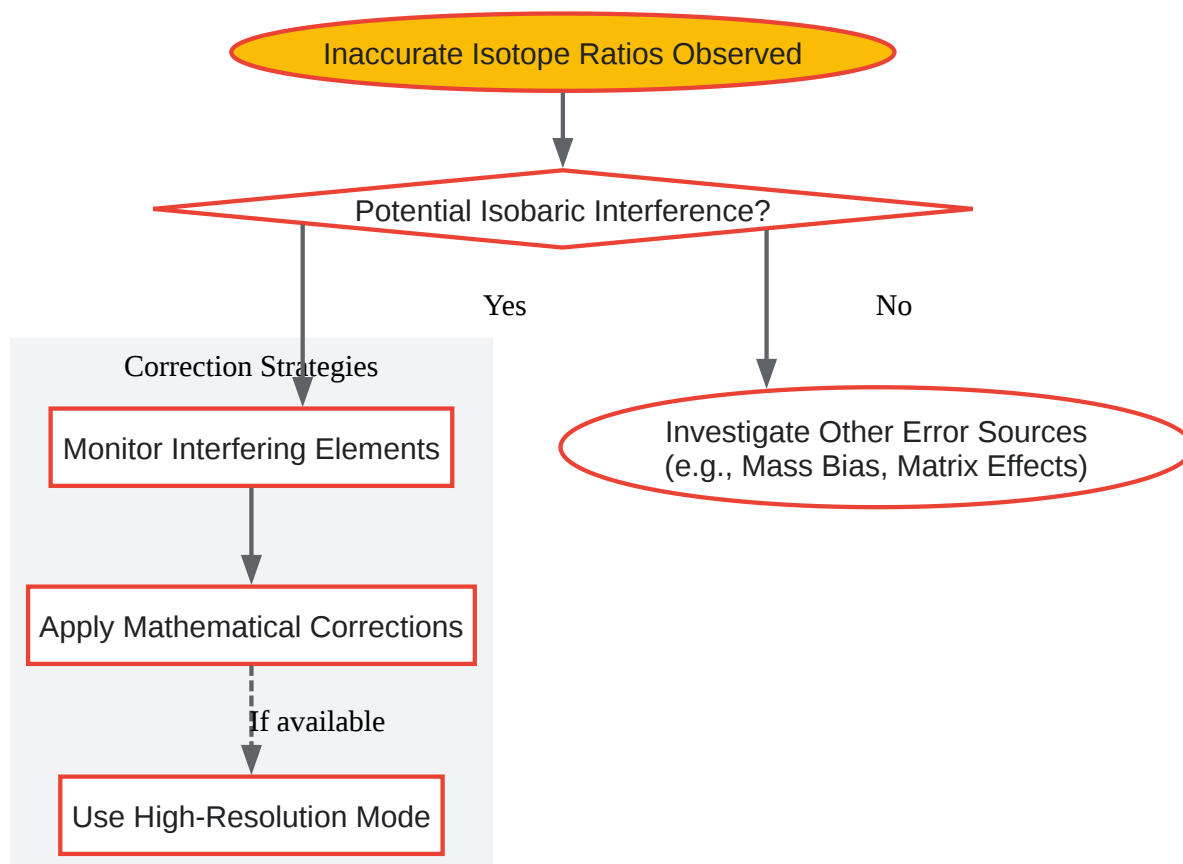 Inaccurate Isotope Ratios Observed
Potential Isobaric Interference?
Yes
No
Correction Strategies
Monitor Interfering Elements
Investigate Other Error Sources
(e.g., Mass Bias, Matrix Effects)
Apply Mathematical Corrections
If available
Use High-Resolution Mode